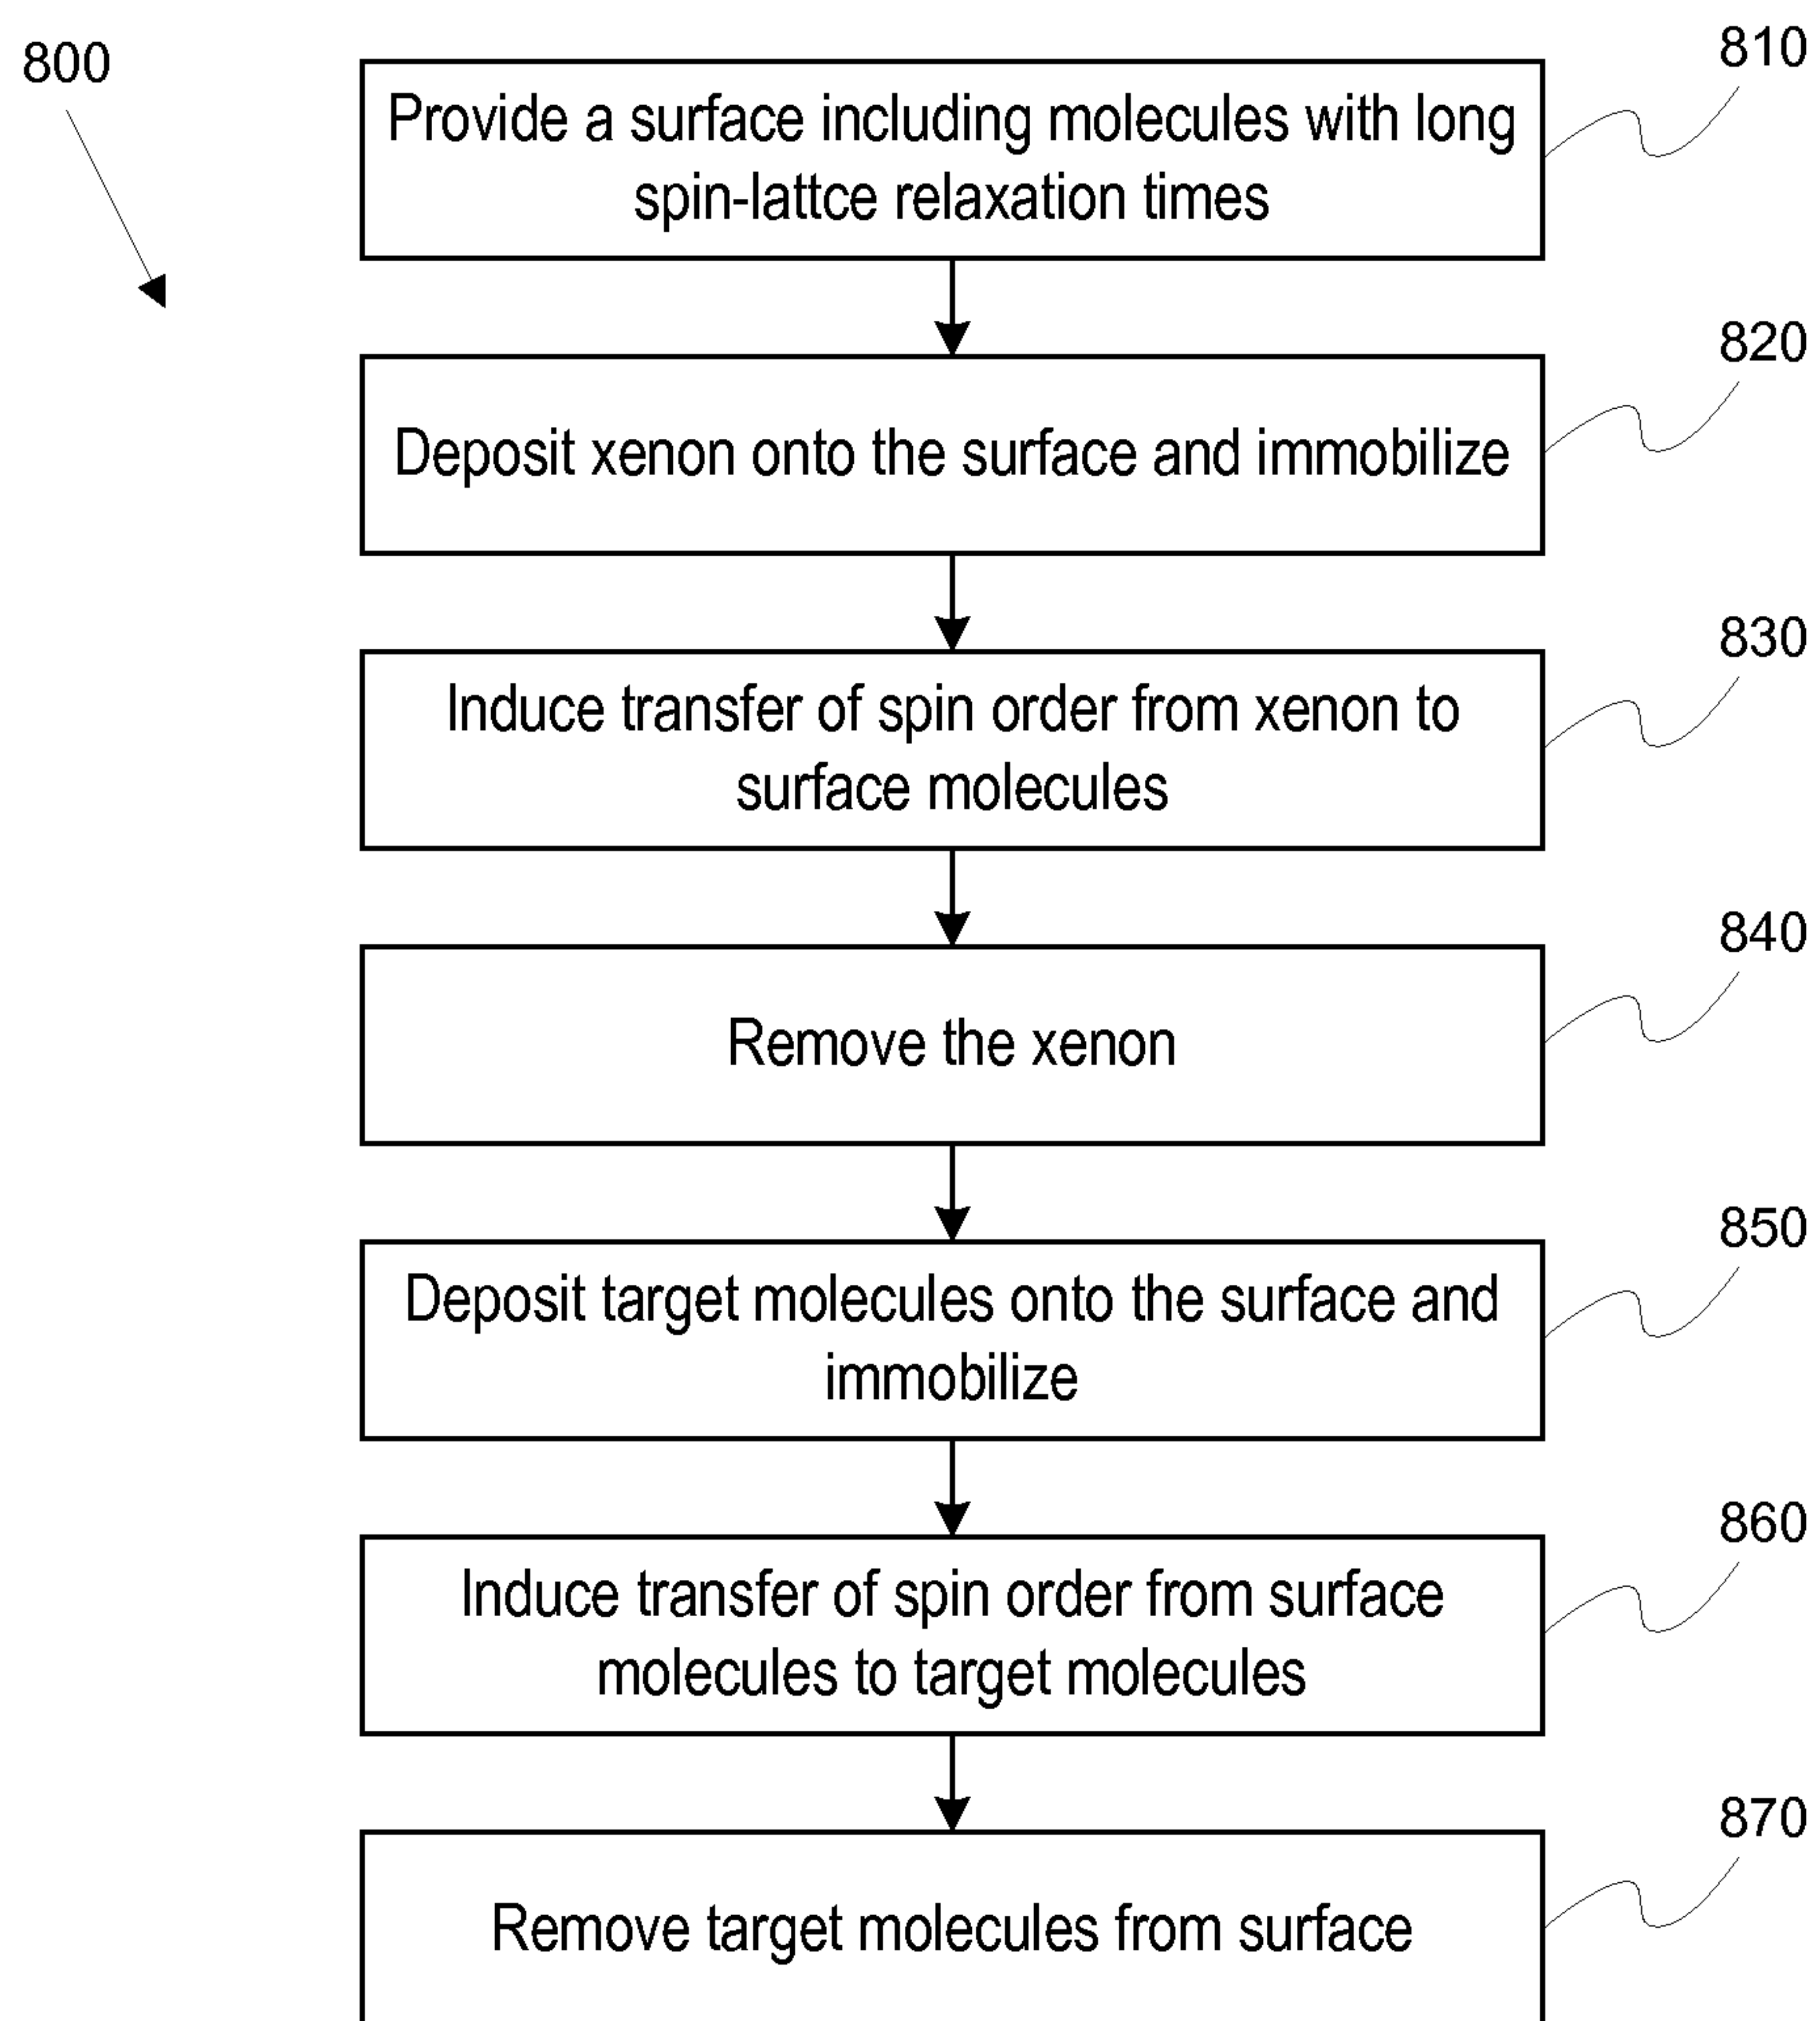 800
810
Provide a surface including molecules with long
spin-lattce relaxation times
820
Deposit xenon onto the surface and immobilize
830
Induce transfer of spin order from xenon to
surface molecules
840
Remove the xenon
850
Deposit target molecules onto the surface and
immobilize
860
Induce transfer of spin order from surface
molecules to target molecules
870
Remove target molecules from surface